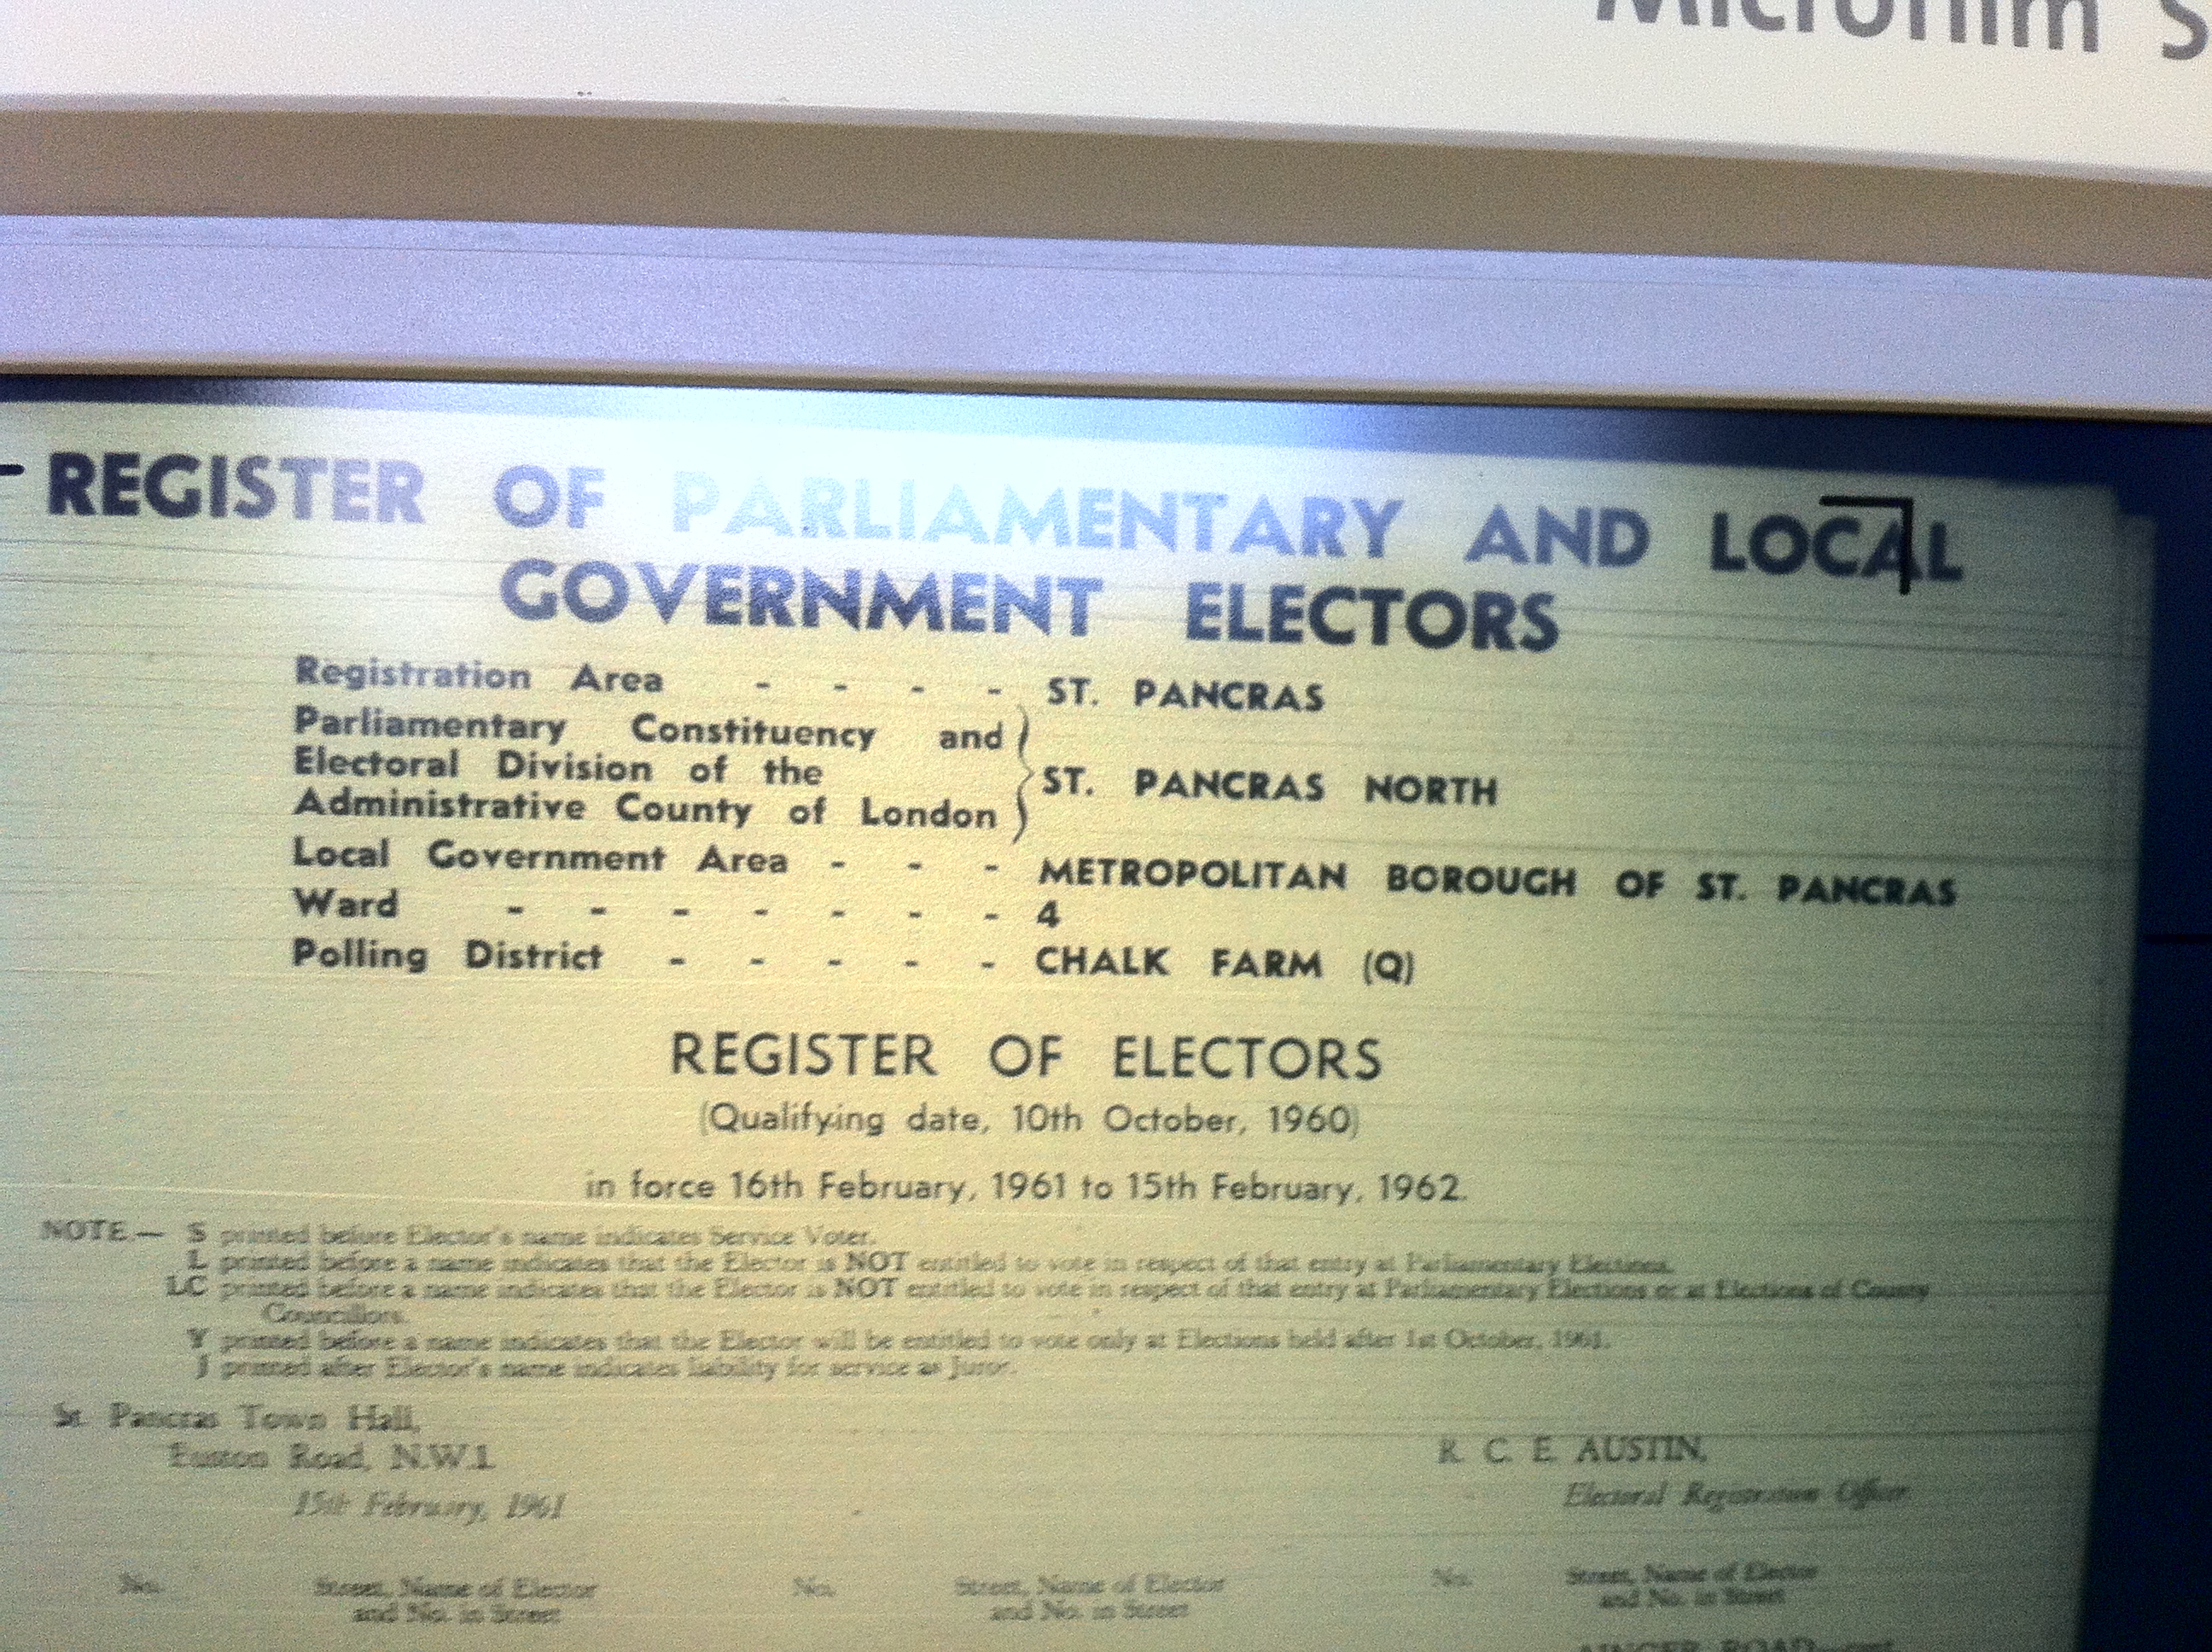 Microfilm S
REGISTER OF PARLIAMENTARY AND LOCAL
GOVERNMENT ELECTORS
Registration Area - - - - ST. PANCRAS
Parliamentary Constituency and
Electoral Division of the
Administrative County of London } ST. PANCRAS NORTH
Local Government Area - - - METROPOLITAN BOROUGH OF ST. PANCRAS
Ward - - - - - - - 4
Polling District - - - - - CHALK FARM (Q)
REGISTER OF ELECTORS
(Qualifying date, 10th October, 1960)
in force 16th February, 1961 to 15th February, 1962.
NOTE— S printed before Elector's name indicates Service Voter.
L printed before a name indicates that the Elector is NOT entitled to vote in respect of that entry at Parliamentary Elections.
LC printed before a name indicates that the Elector is NOT entitled to vote in respect of that entry at Parliamentary Elections or at Elections of County
Councillors.
Y printed before a name indicates that the Elector will be entitled to vote only at Elections held after 1st October, 1961.
J printed after Elector's name indicates liability for service as Juror.
St. Pancras Town Hall,
Euston Road, N.W.1.
15th February, 1961
R. C. E. AUSTIN,
Electoral Registration Officer
No. Street, Name of Elector and No. in Street
No. Street, Name of Elector and No. in Street
No. Street, Name of Elector and No. in Street